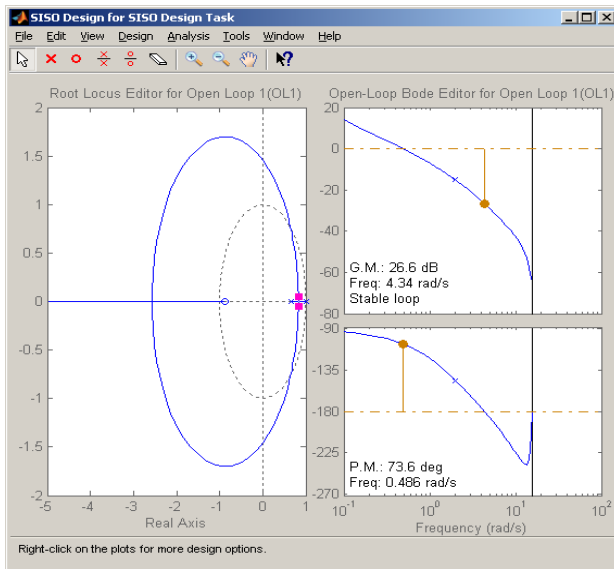 SISO Design for SISO Design Task
File Edit View Design Analysis Tools Window Help
Root Locus Editor for Open Loop 1(OL1)
2
1.5
1
0.5
0
-0.5
-1
-1.5
-2
-5 -4 -3 -2 -1 0 1
Real Axis
Open-Loop Bode Editor for Open Loop 1(OL1)
20
0
-20
-40
-60
-80
G.M.: 26.6 dB
Freq: 4.34 rad/s
Stable loop
-90
-135
-180
-225
-270
P.M.: 73.6 deg
Freq: 0.486 rad/s
10^-1 10^0 10^1 10^2
Frequency (rad/s)
Right-click on the plots for more design options.